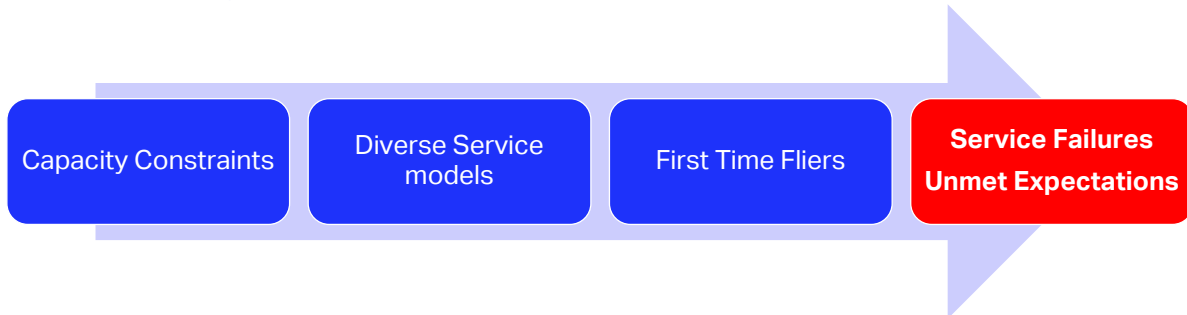 Capacity Constraints
Diverse Service
models
First Time Fliers
Service Failures
Unmet Expectations